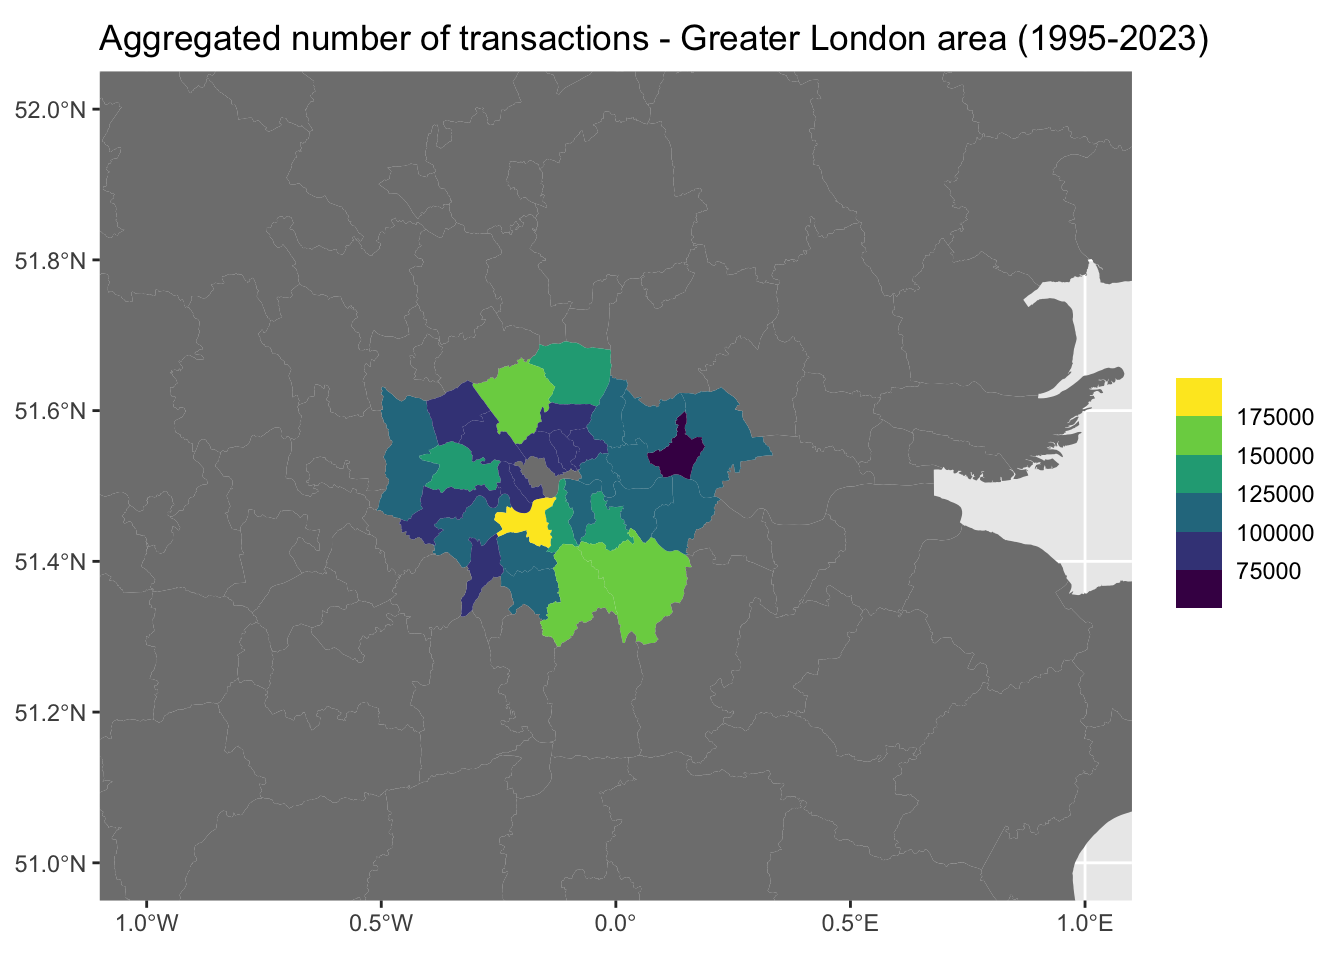 Aggregated number of transactions - Greater London area (1995-2023)
52.0°N
51.8°N
51.6°N
51.4°N
51.2°N
51.0°N
1.0°W
0.5°W
0.0°
0.5°E
1.0°E
175000
150000
125000
100000
75000